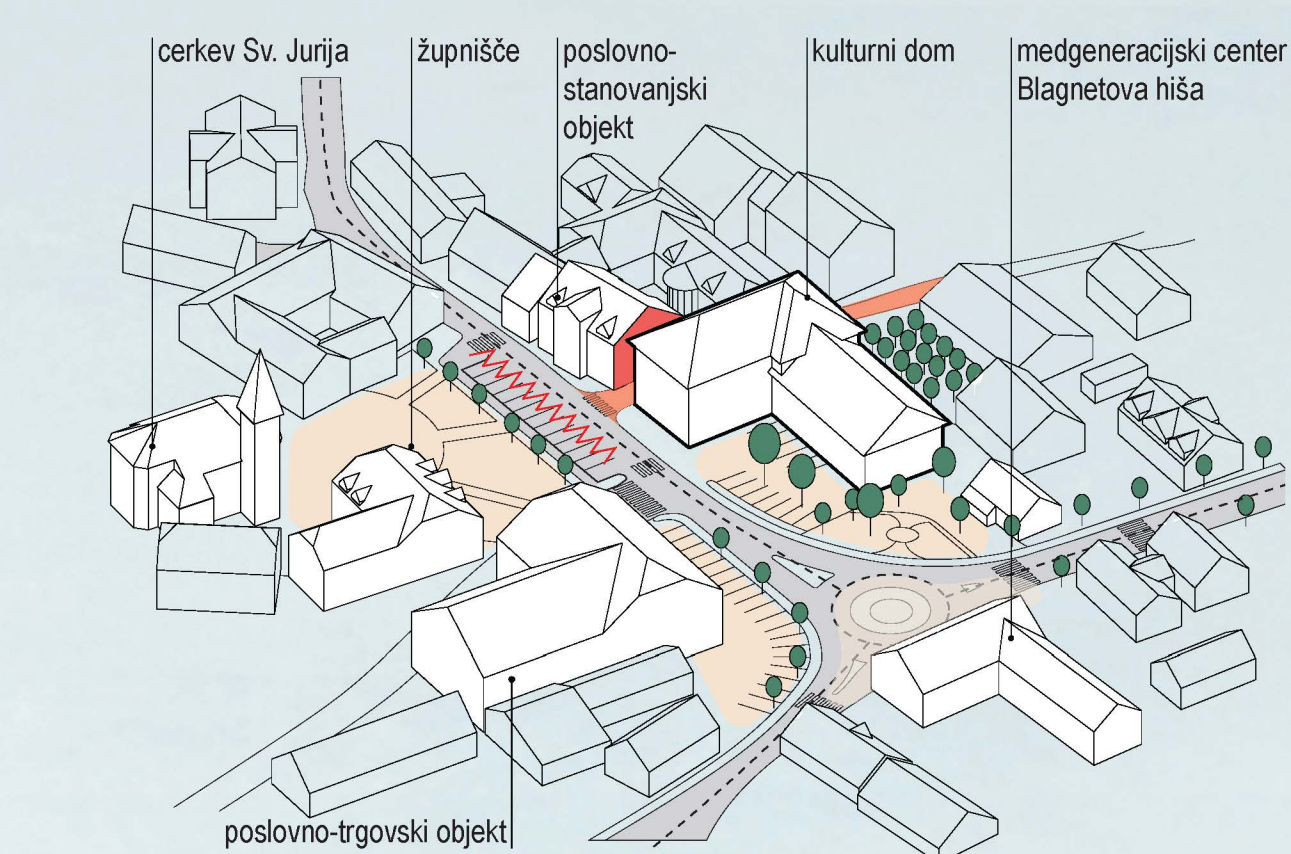 cerkev Sv. Jurija
župnišče
poslovno-
stanovanjski
objekt
kulturni dom
medgeneracijski center
Blagnetova hiša
poslovno-trgovski objekt